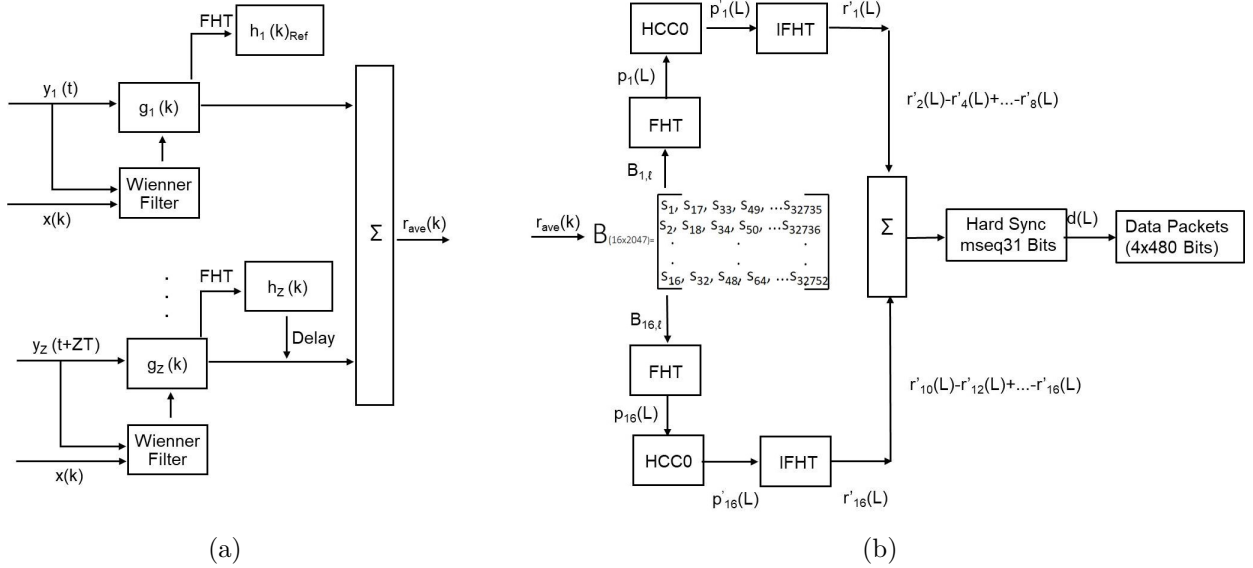 FHT
h₁(k)Ref
y₁(t)
g₁(k)
Wienner
Filter
x(k)
Σ
rave(k)
.
.
.
FHT
hZ(k)
Delay
yZ(t+ZT)
gZ(k)
Wienner
Filter
x(k)
(a)
HCC0
p'₁(L)
IFHT
r'₁(L)
p₁(L)
FHT
B₁,ℓ
r'₂(L)-r'₄(L)+...-r'₈(L)
rave(k)
B(16x2047)=
S₁, S₁₇, S₃₃, S₄₉, ...S₃₂₇₃₅
S₂, S₁₈, S₃₄, S₅₀, ...S₃₂₇₃₆
. . .
. . .
S₁₆, S₃₂, S₄₈, S₆₄, ...S₃₂₇₅₂
Σ
Hard Sync
mseq31 Bits
d(L)
Data Packets
(4x480 Bits)
B₁₆,ℓ
FHT
p₁₆(L)
HCC0
p'₁₆(L)
IFHT
r'₁₆(L)
r'₁₀(L)-r'₁₂(L)+...-r'₁₆(L)
(b)